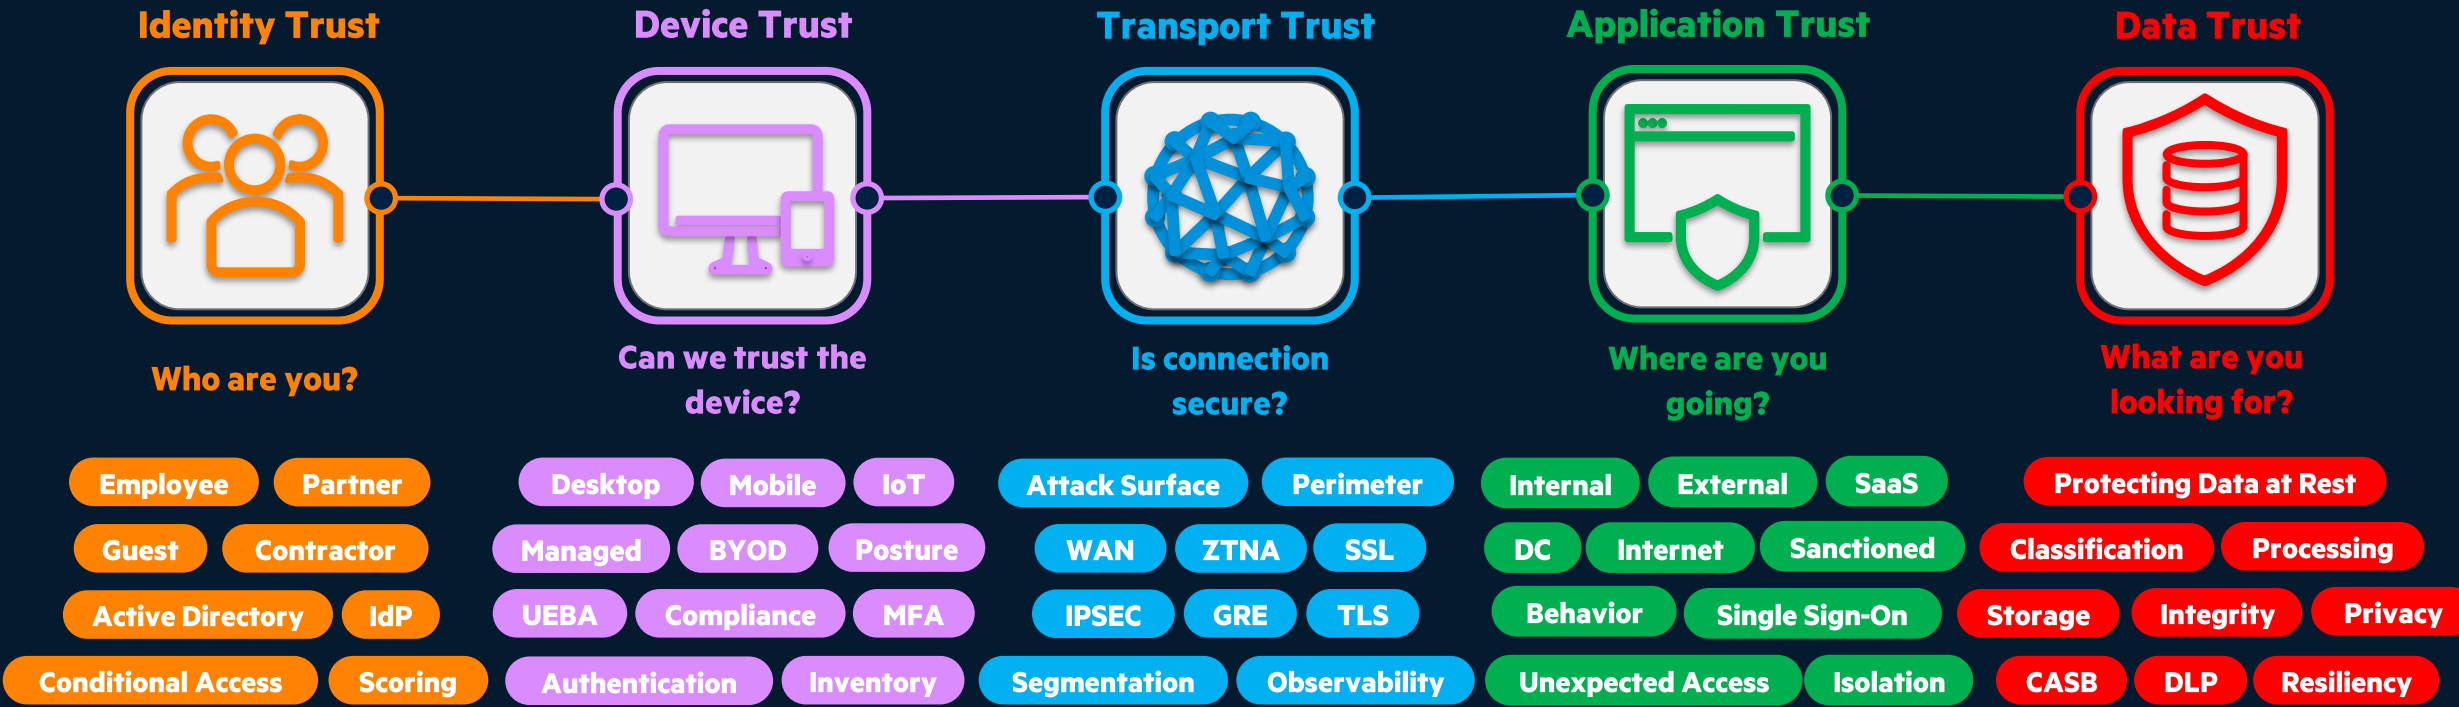 Identity Trust
Who are you?
Employee Partner
Guest Contractor
Active Directory IdP
Conditional Access Scoring
Device Trust
Can we trust the
device?
Desktop Mobile IoT
Managed BYOD Posture
UEBA Compliance MFA
Authentication Inventory
Transport Trust
Is connection
secure?
Attack Surface Perimeter
WAN ZTNA SSL
IPSEC GRE TLS
Segmentation Observability
Application Trust
Where are you
going?
Internal External SaaS
DC Internet Sanctioned
Behavior Single Sign-On
Unexpected Access Isolation
Data Trust
What are you
looking for?
Protecting Data at Rest
Classification Processing
Storage Integrity Privacy
CASB DLP Resiliency